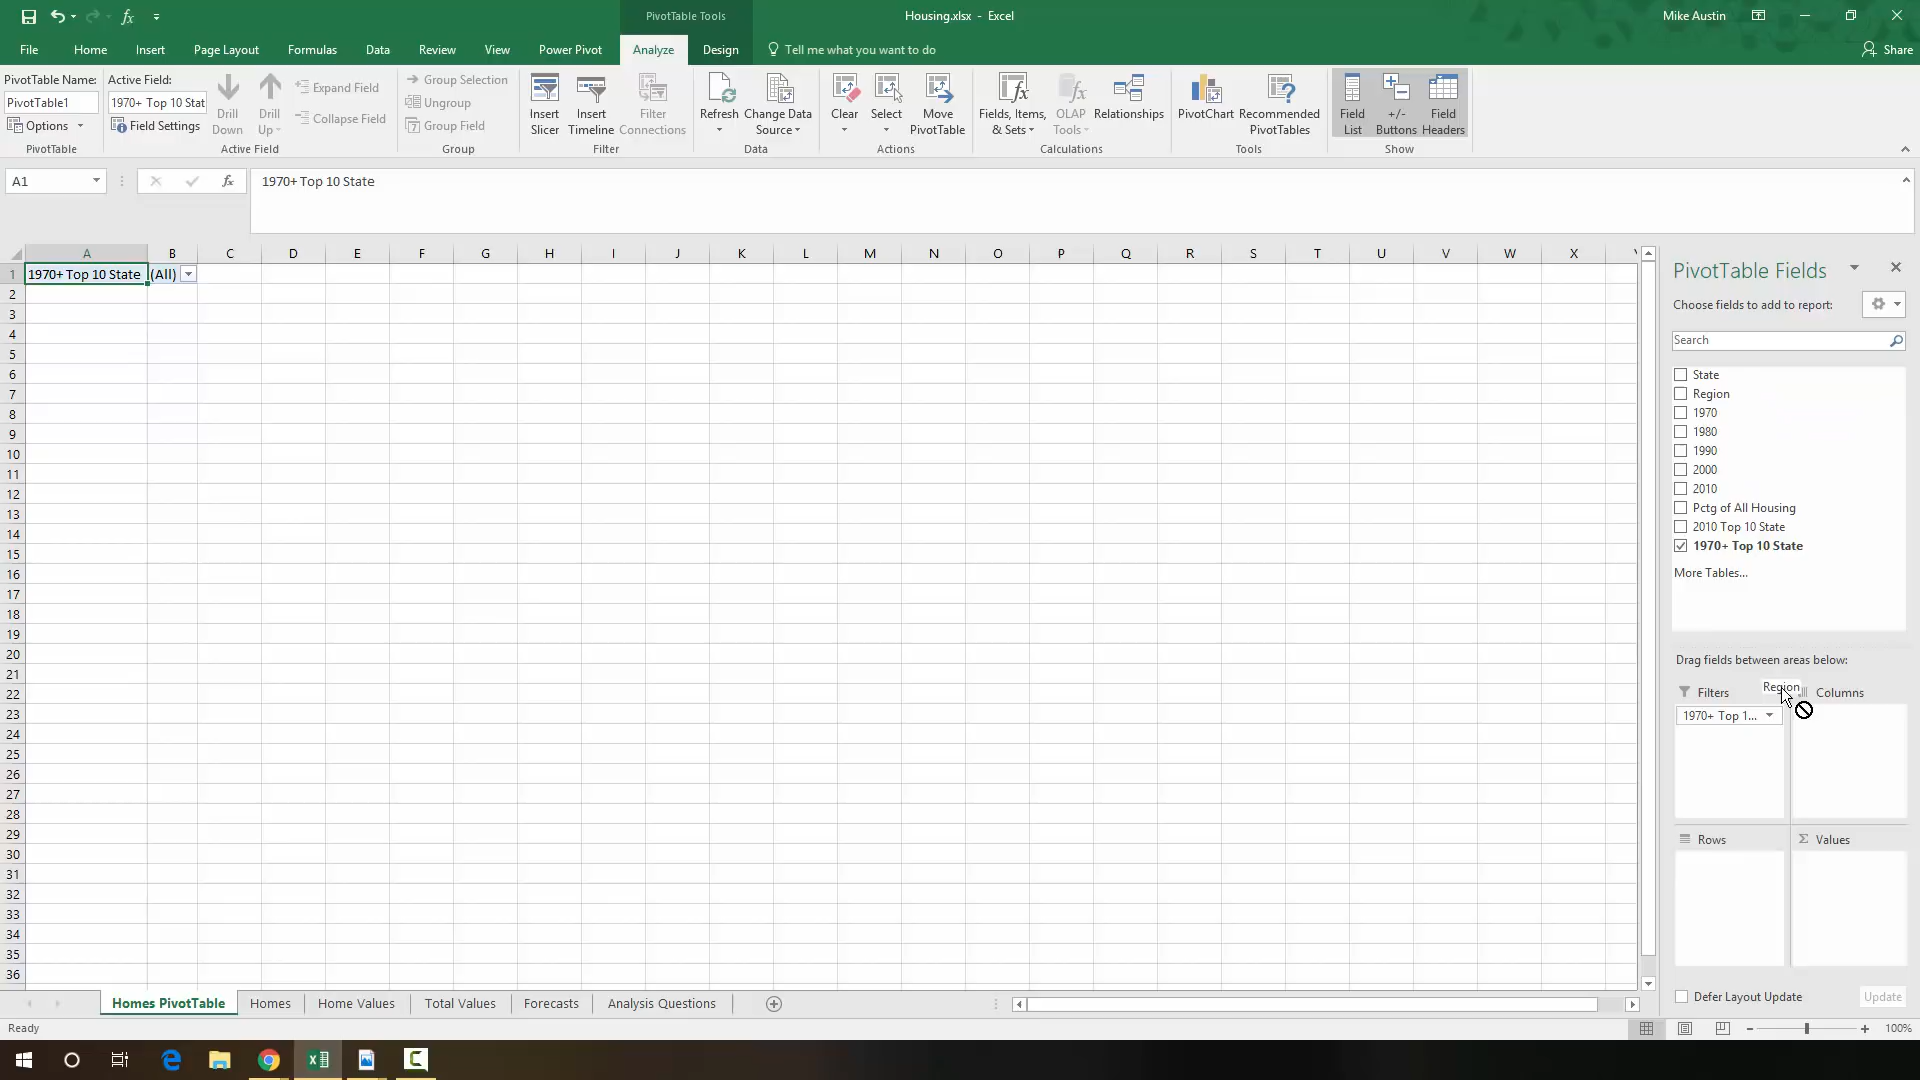 PivotTable Tools
Housing.xlsx - Excel
Mike Austin
File Home Insert Page Layout Formulas Data Review View Power Pivot Analyze Design Tell me what you want to do Share
PivotTable Name:
PivotTable1
Options
PivotTable
Active Field:
1970+ Top 10 Stat
Field Settings
Drill Down
Drill Up
Expand Field
Collapse Field
Active Field
Group Selection
Ungroup
Group Field
Group
Insert Slicer
Insert Timeline
Filter Connections
Filter
Refresh
Change Data Source
Data
Clear
Select
Move PivotTable
Actions
Fields, Items, & Sets
OLAP Tools
Relationships
Calculations
PivotChart
Recommended PivotTables
Tools
Field List
+/- Buttons
Field Headers
Show
A1
fx
1970+ Top 10 State
A B C D E F G H I J K L M N O P Q R S T U V W X
1 1970+ Top 10 State (All)
2
3
4
5
6
7
8
9
10
11
12
13
14
15
16
17
18
19
20
21
22
23
24
25
26
27
28
29
30
31
32
33
34
35
36
PivotTable Fields
Choose fields to add to report:
Search
State
Region
1970
1980
1990
2000
2010
Pctg of All Housing
2010 Top 10 State
1970+ Top 10 State
More Tables...
Drag fields between areas below:
Filters
Region
Columns
1970+ Top 1...
Rows
Σ Values
Defer Layout Update
Update
Homes PivotTable Homes Home Values Total Values Forecasts Analysis Questions
Ready
100%